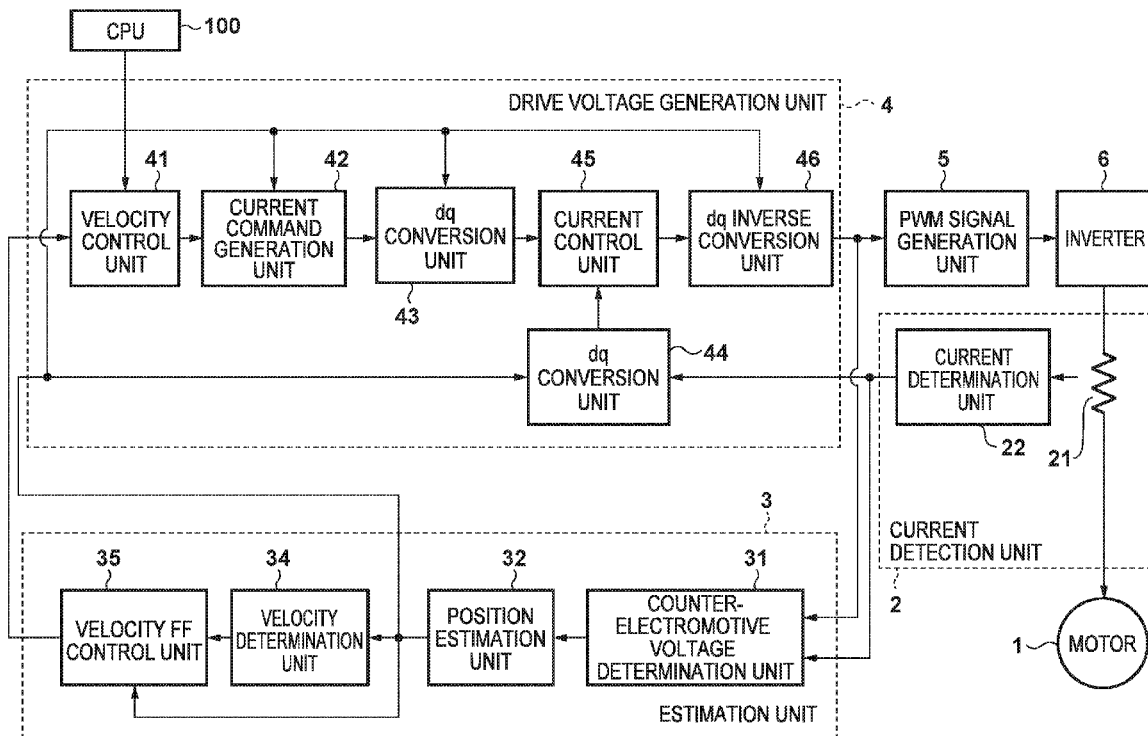 CPU
100
DRIVE VOLTAGE GENERATION UNIT
4
41
VELOCITY
CONTROL
UNIT
42
CURRENT
COMMAND
GENERATION
UNIT
dq
CONVERSION
UNIT
43
45
CURRENT
CONTROL
UNIT
46
dq INVERSE
CONVERSION
UNIT
5
PWM SIGNAL
GENERATION
UNIT
6
INVERTER
dq
CONVERSION
UNIT
44
CURRENT
DETERMINATION
UNIT
22
21
CURRENT
DETECTION UNIT
2
3
35
VELOCITY FF
CONTROL UNIT
34
VELOCITY
DETERMINATION
UNIT
32
POSITION
ESTIMATION
UNIT
31
COUNTER-
ELECTROMOTIVE
VOLTAGE
DETERMINATION UNIT
ESTIMATION UNIT
1
MOTOR